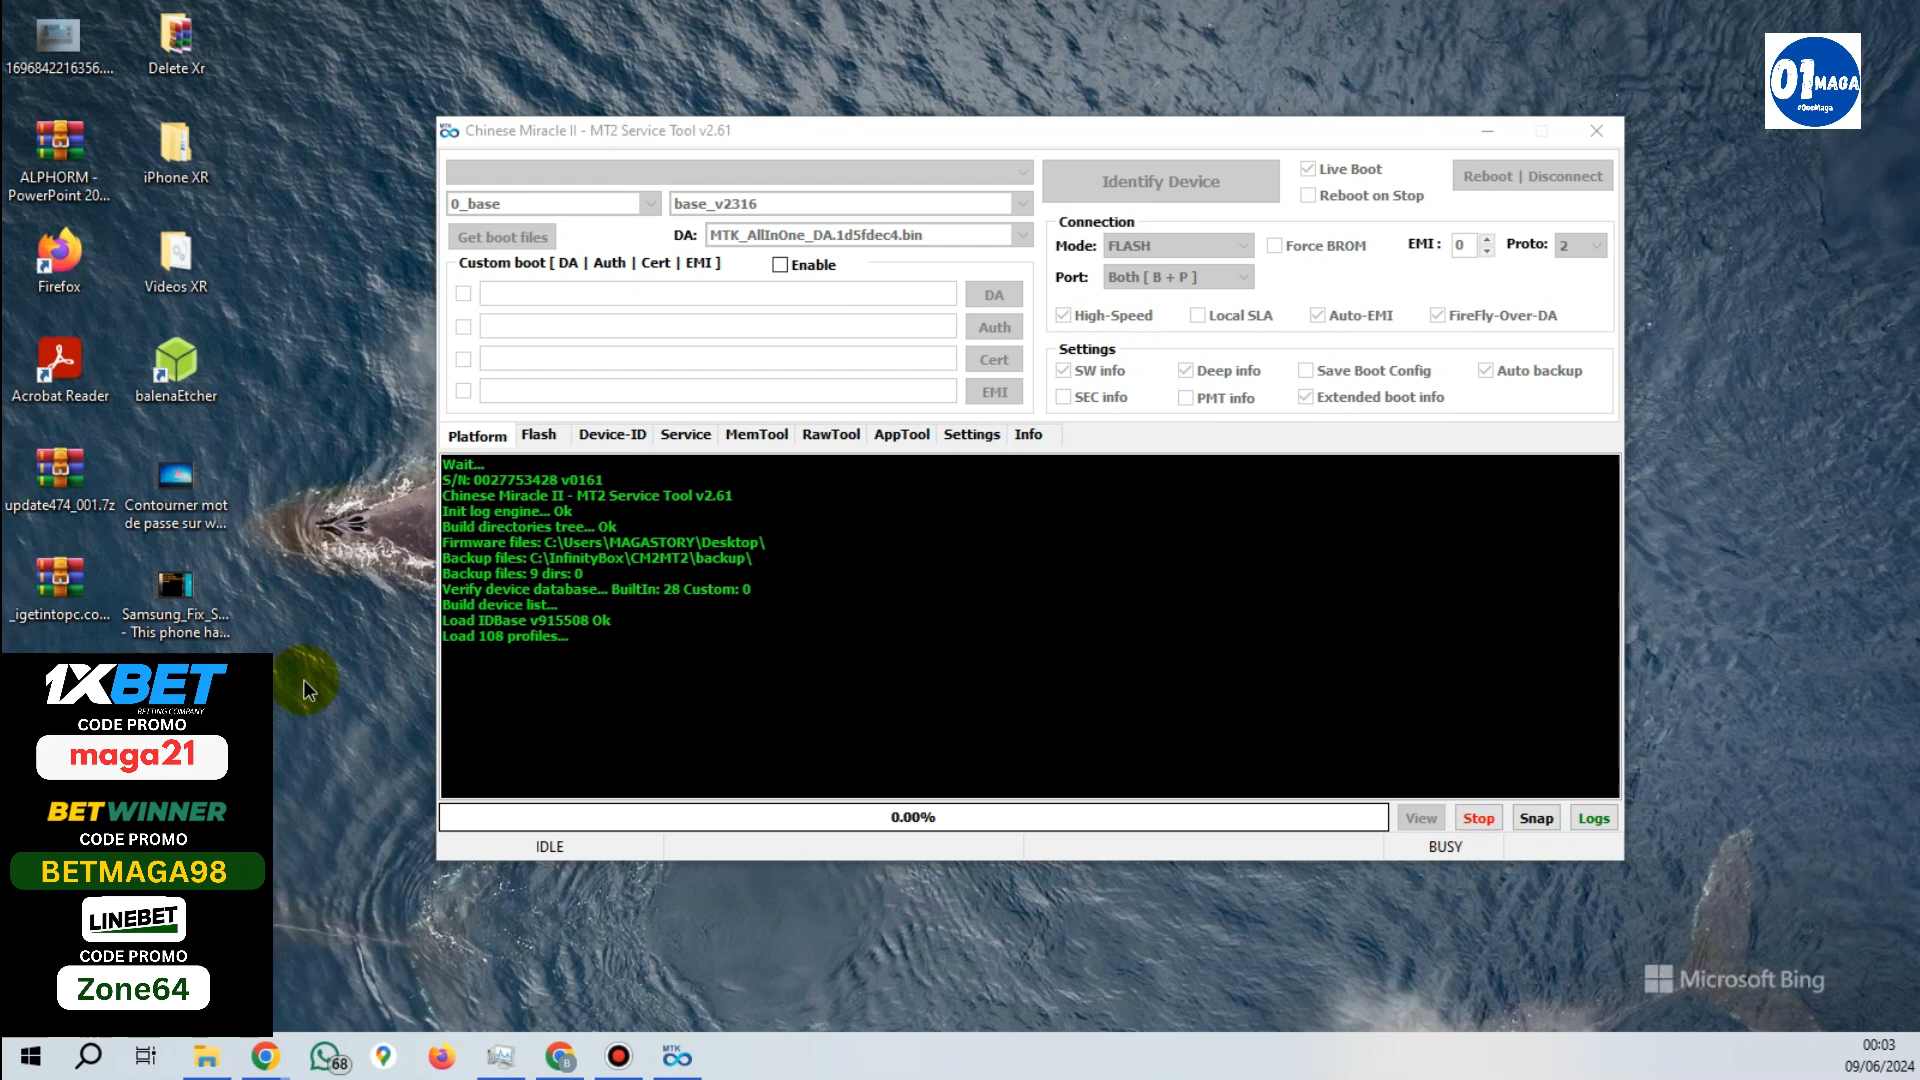 1696842216356....
Delete Xr
ALPHORM - PowerPoint 20...
iPhone XR
Firefox
Videos XR
Acrobat Reader
balenaEtcher
update474_001.7z
Contourner mot de passe sur w...
_igetintopc.co...
Samsung_Fix_S... - This phone ha...
1XBET
BETTING COMPANY
CODE PROMO
maga21
BETWINNER
CODE PROMO
BETMAGA98
LINEBET
CODE PROMO
Zone64
01 MAGA
#OneMaga
MTK Chinese Miracle II - MT2 Service Tool v2.61
Identify Device
Live Boot
Reboot on Stop
Reboot | Disconnect
0_base
base_v2316
Get boot files
DA: MTK_AllInOne_DA.1d5fdec4.bin
Connection
Mode: FLASH
Force BROM
EMI: 0
Proto: 2
Port: Both [ B + P ]
High-Speed
Local SLA
Auto-EMI
FireFly-Over-DA
Custom boot [ DA | Auth | Cert | EMI ]
Enable
DA
Auth
Cert
EMI
Settings
SW info
Deep info
Save Boot Config
Auto backup
SEC info
PMT info
Extended boot info
Platform Flash Device-ID Service MemTool RawTool AppTool Settings Info
Wait...
S/N: 0027753428 v0161
Chinese Miracle II - MT2 Service Tool v2.61
Init log engine... Ok
Build directories tree... Ok
Firmware files: C:\Users\MAGASTORY\Desktop\
Backup files: C:\InfinityBox\CM2MT2\backup\
Backup files: 9 dirs: 0
Verify device database... BuiltIn: 28 Custom: 0
Build device list...
Load IDBase v915508 Ok
Load 108 profiles...
0.00%
View
Stop
Snap
Logs
IDLE
BUSY
Microsoft Bing
68
B
MTK
00:03
09/06/2024